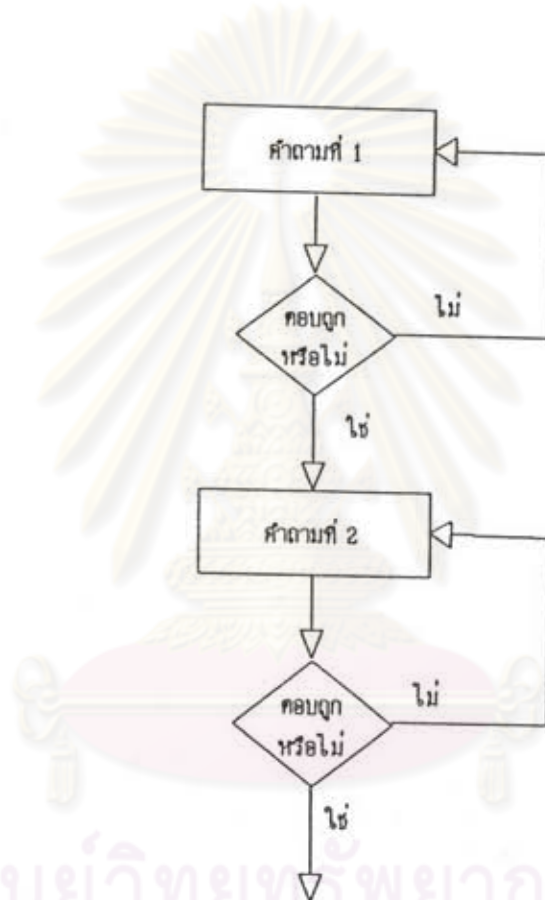 คำถามที่ 1
ตอบถูก
หรือไม่
ไม่
ใช่
คำถามที่ 2
ตอบถูก
หรือไม่
ไม่
ใช่